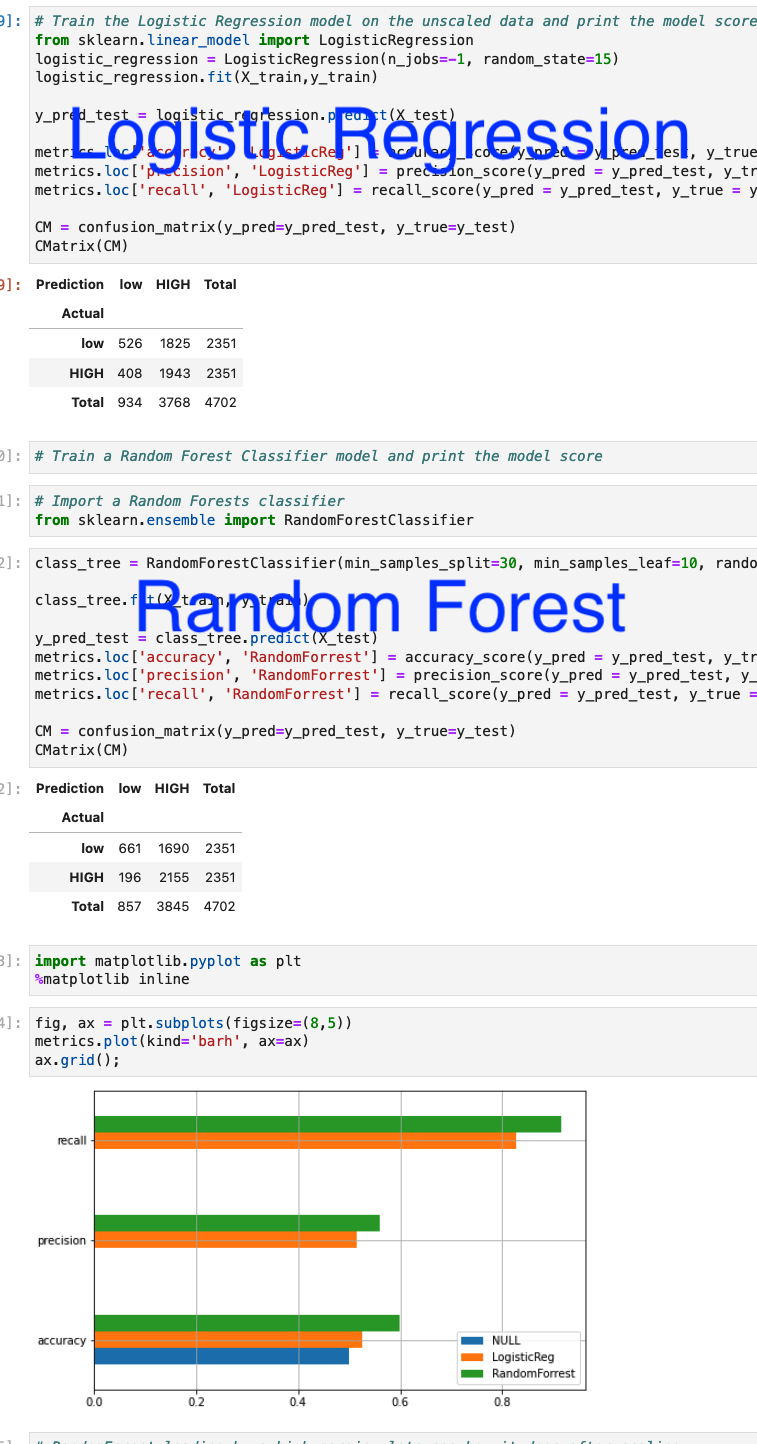 9]: # Train the Logistic Regression model on the unscaled data and print the model score
from sklearn.linear_model import LogisticRegression
logistic_regression = LogisticRegression(n_jobs=-1, random_state=15)
logistic_regression.fit(X_train,y_train)
y_pred_test = logistic_regression.predict(X_test)
Logistic Regression
metrics.loc['accuracy', 'LogisticReg'] = accuracy_score(y_pred = y_pred_test, y_true
metrics.loc['precision', 'LogisticReg'] = precision_score(y_pred = y_pred_test, y_tr
metrics.loc['recall', 'LogisticReg'] = recall_score(y_pred = y_pred_test, y_true = y
CM = confusion_matrix(y_pred=y_pred_test, y_true=y_test)
CMatrix(CM)
9]: Prediction low HIGH Total
Actual
low 526 1825 2351
HIGH 408 1943 2351
Total 934 3768 4702
0]: # Train a Random Forest Classifier model and print the model score
1]: # Import a Random Forests classifier
from sklearn.ensemble import RandomForestClassifier
2]: class_tree = RandomForestClassifier(min_samples_split=30, min_samples_leaf=10, rando
class_tree.fit(X_train, y_train)
Random Forest
y_pred_test = class_tree.predict(X_test)
metrics.loc['accuracy', 'RandomForrest'] = accuracy_score(y_pred = y_pred_test, y_tr
metrics.loc['precision', 'RandomForrest'] = precision_score(y_pred = y_pred_test, y_
metrics.loc['recall', 'RandomForrest'] = recall_score(y_pred = y_pred_test, y_true =
CM = confusion_matrix(y_pred=y_pred_test, y_true=y_test)
CMatrix(CM)
2]: Prediction low HIGH Total
Actual
low 661 1690 2351
HIGH 196 2155 2351
Total 857 3845 4702
3]: import matplotlib.pyplot as plt
%matplotlib inline
4]: fig, ax = plt.subplots(figsize=(8,5))
metrics.plot(kind='barh', ax=ax)
ax.grid();
recall
precision
accuracy
NULL
LogisticReg
RandomForrest
0.0 0.2 0.4 0.6 0.8